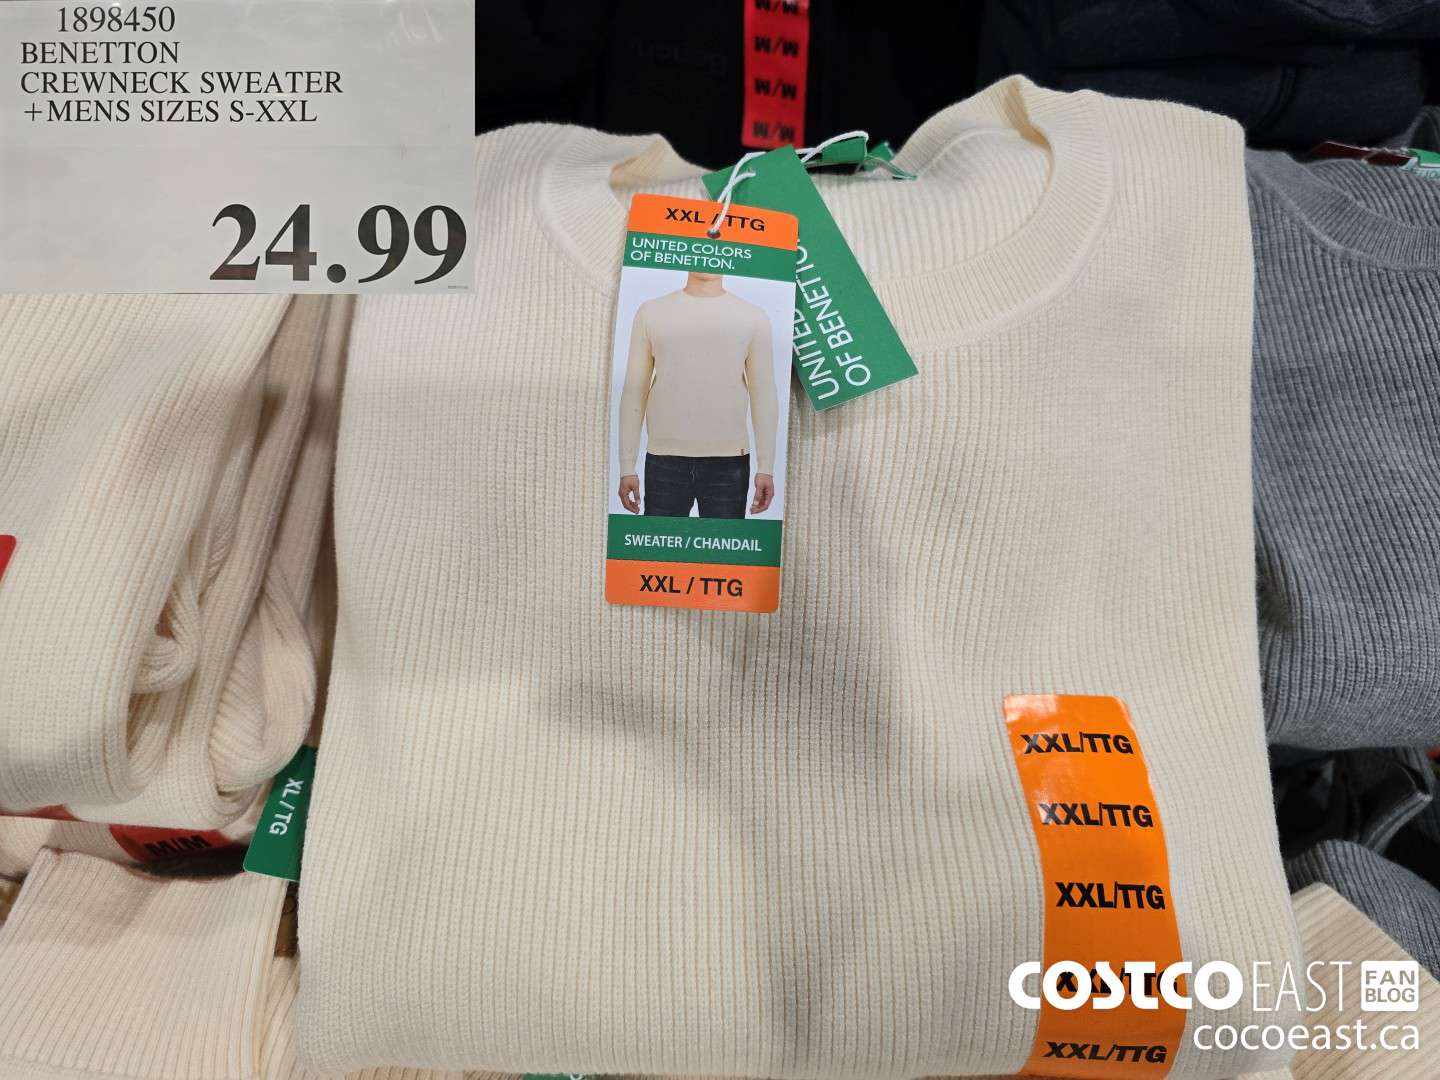 1898450
BENETTON
CREWNECK SWEATER
+MENS SIZES S-XXL
24.99
M/M
M/M
M/M
XXL / TTG
UNITED COLORS
OF BENETTON.
UNITED
OF BENETTON
SWEATER / CHANDAIL
XXL / TTG
XXL/TTG
XXL/TTG
XXL/TTG
XXL/TTG
XXL/TTG
XL / TG
M/M
COSTCO EAST FAN
BLOG
cocoeast.ca